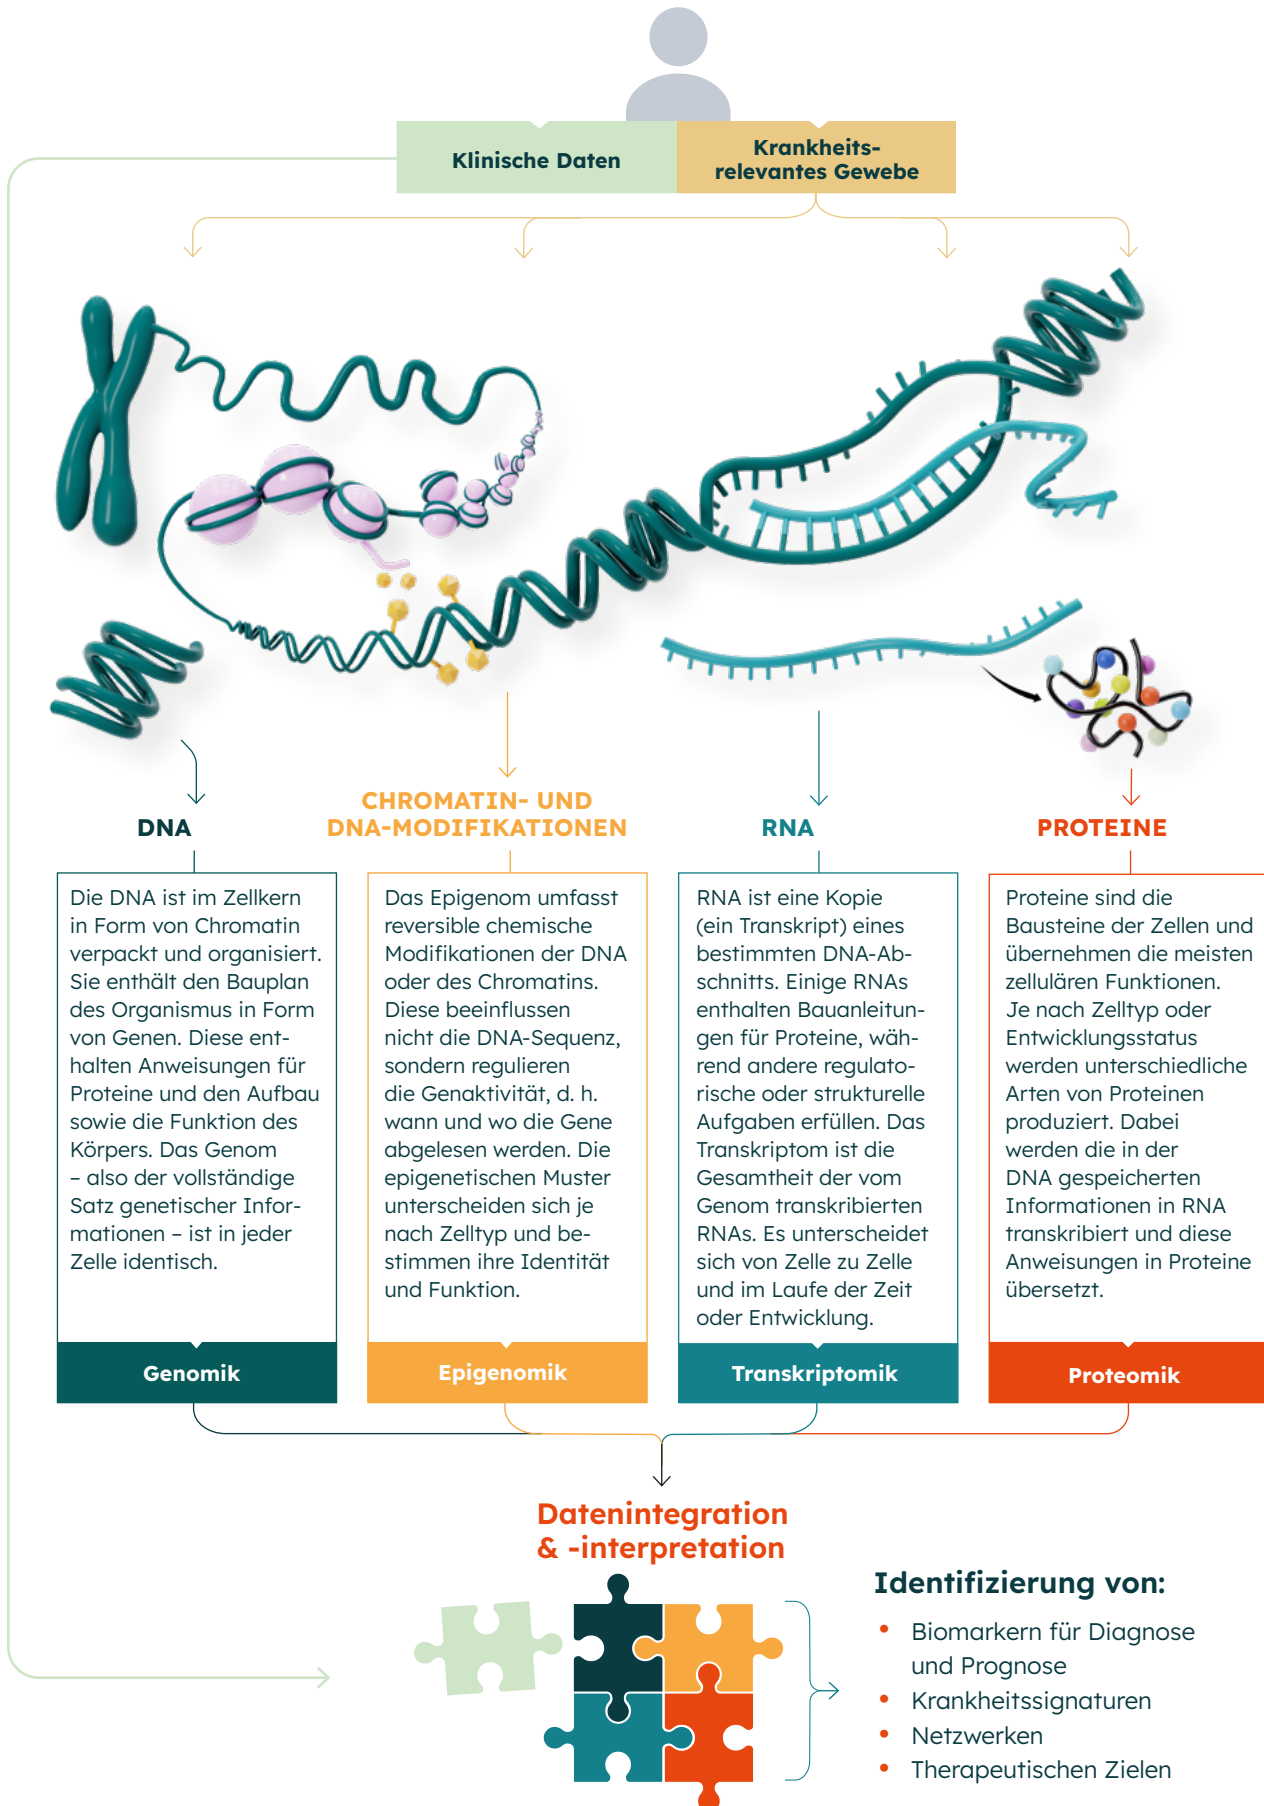 Klinische Daten
Krankheits-
relevantes Gewebe
DNA
Die DNA ist im Zellkern
in Form von Chromatin
verpackt und organisiert.
Sie enthält den Bauplan
des Organismus in Form
von Genen. Diese ent-
halten Anweisungen für
Proteine und den Aufbau
sowie die Funktion des
Körpers. Das Genom
– also der vollständige
Satz genetischer Infor-
mationen – ist in jeder
Zelle identisch.
Genomik
CHROMATIN- UND
DNA-MODIFIKATIONEN
Das Epigenom umfasst
reversible chemische
Modifikationen der DNA
oder des Chromatins.
Diese beeinflussen
nicht die DNA-Sequenz,
sondern regulieren
die Genaktivität, d. h.
wann und wo die Gene
abgelesen werden. Die
epigenetischen Muster
unterscheiden sich je
nach Zelltyp und be-
stimmen ihre Identität
und Funktion.
Epigenomik
RNA
RNA ist eine Kopie
(ein Transkript) eines
bestimmten DNA-Ab-
schnitts. Einige RNAs
enthalten Bauanleitun-
gen für Proteine, wäh-
rend andere regulato-
rische oder strukturelle
Aufgaben erfüllen. Das
Transkriptom ist die
Gesamtheit der vom
Genom transkribierten
RNAs. Es unterscheidet
sich von Zelle zu Zelle
und im Laufe der Zeit
oder Entwicklung.
Transkriptomik
PROTEINE
Proteine sind die
Bausteine der Zellen und
übernehmen die meisten
zellulären Funktionen.
Je nach Zelltyp oder
Entwicklungsstatus
werden unterschiedliche
Arten von Proteinen
produziert. Dabei
werden die in der
DNA gespeicherten
Informationen in RNA
transkribiert und diese
Anweisungen in Proteine
übersetzt.
Proteomik
Datenintegration
& -interpretation
Identifizierung von:
• Biomarkern für Diagnose
und Prognose
• Krankheitssignaturen
• Netzwerken
• Therapeutischen Zielen